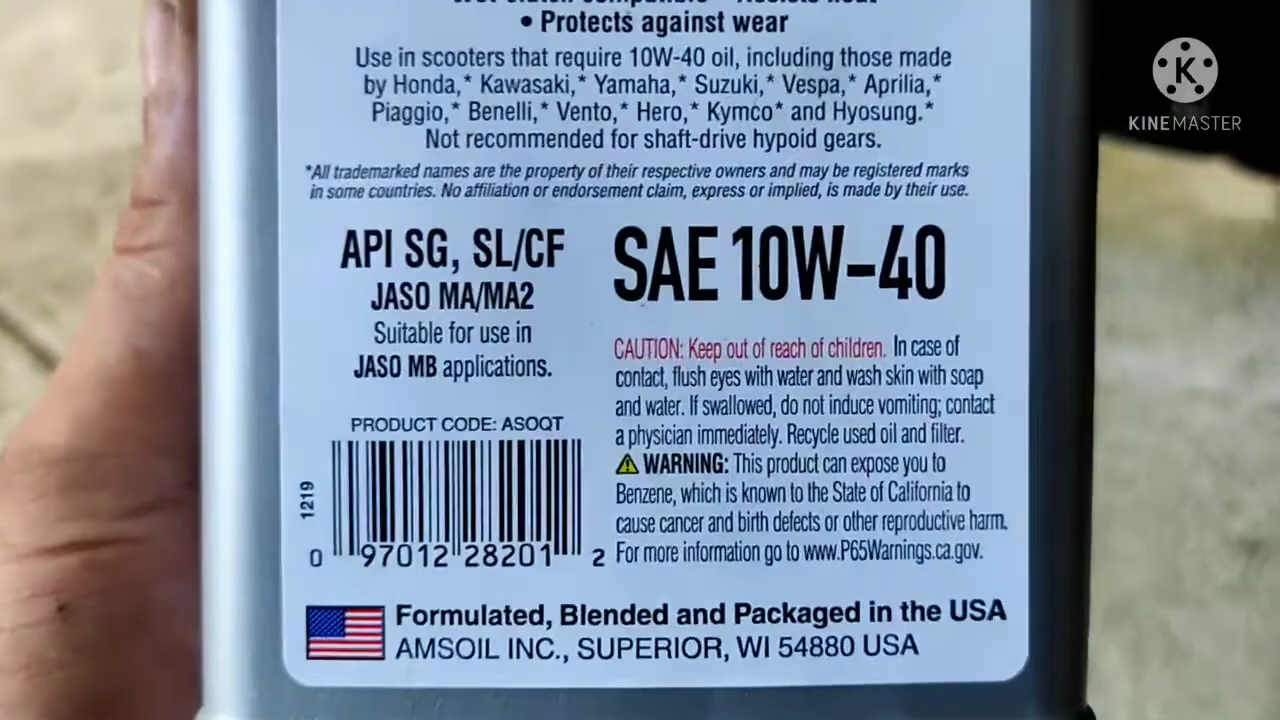 • Protects against wear
Use in scooters that require 10W-40 oil, including those made
by Honda,* Kawasaki,* Yamaha,* Suzuki,* Vespa,* Aprilia,*
Piaggio,* Benelli,* Vento,* Hero,* Kymco* and Hyosung.*
Not recommended for shaft-drive hypoid gears.
*All trademarked names are the property of their respective owners and may be registered marks
in some countries. No affiliation or endorsement claim, express or implied, is made by their use.
API SG, SL/CF
JASO MA/MA2
Suitable for use in
JASO MB applications.
PRODUCT CODE: ASOQT
1219
0 97012 28201 2
SAE 10W-40
CAUTION: Keep out of reach of children. In case of
contact, flush eyes with water and wash skin with soap
and water. If swallowed, do not induce vomiting; contact
a physician immediately. Recycle used oil and filter.
WARNING: This product can expose you to
Benzene, which is known to the State of California to
cause cancer and birth defects or other reproductive harm.
For more information go to www.P65Warnings.ca.gov.
Formulated, Blended and Packaged in the USA
AMSOIL INC., SUPERIOR, WI 54880 USA
K
KINEMASTER